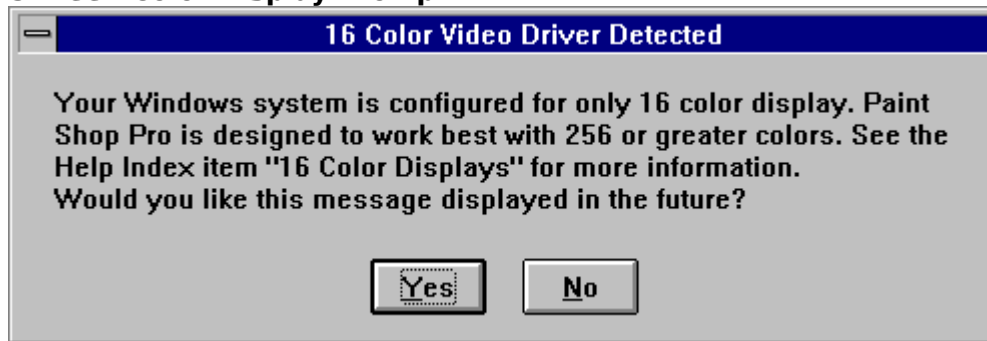 16 Color Video Driver Detected
Your Windows system is configured for only 16 color display. Paint
Shop Pro is designed to work best with 256 or greater colors. See the
Help Index item "16 Color Displays" for more information.
Would you like this message displayed in the future?
Yes No